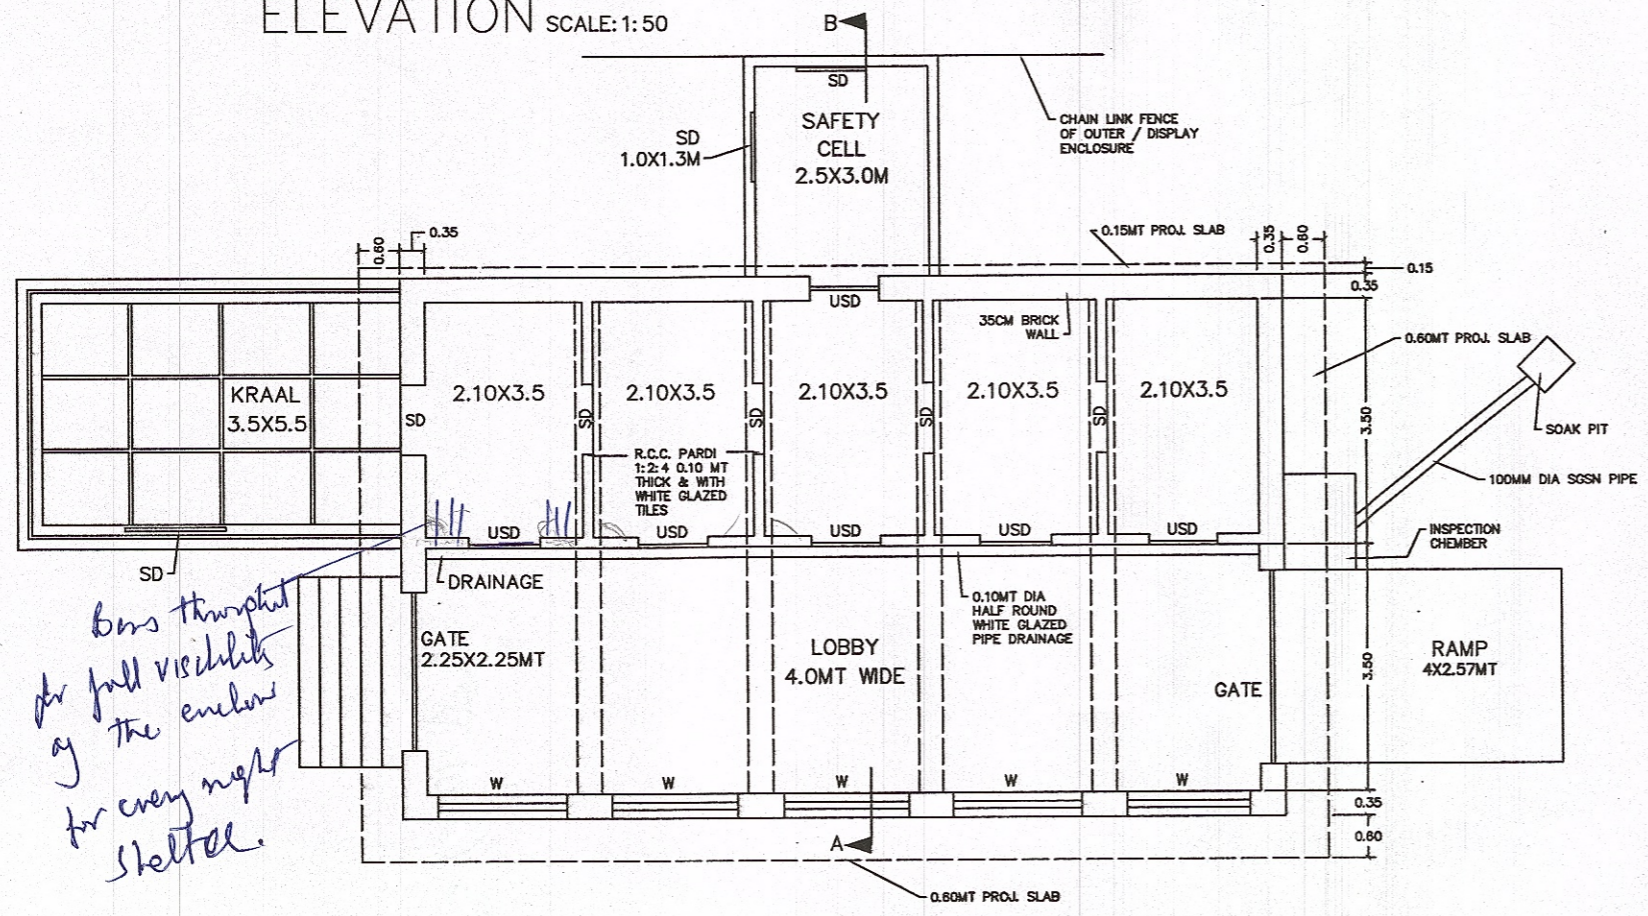 ELEVATION SCALE: 1: 50
B
SD
SAFETY
CELL
2.5X3.0M
SD
1.0X1.3M
CHAIN LINK FENCE
OF OUTER / DISPLAY
ENCLOSURE
0.60
0.35
0.15MT PROJ. SLAB
0.35
0.60
0.15
0.35
USD
35CM BRICK
WALL
0.60MT PROJ. SLAB
KRAAL
3.5X5.5
SD
2.10X3.5
SD
2.10X3.5
SD
2.10X3.5
SD
2.10X3.5
SD
2.10X3.5
3.50
SOAK PIT
R.C.C. PARDI
1:2:4 0.10 MT
THICK & WITH
WHITE GLAZED
TILES
100MM DIA SGSN PIPE
USD
USD
USD
USD
USD
INSPECTION
CHEMBER
SD
DRAINAGE
0.10MT DIA
HALF ROUND
WHITE GLAZED
PIPE DRAINAGE
Bars throughout
for full visibility
of the enclosure
for every night
shelter.
GATE
2.25X2.25MT
LOBBY
4.0MT WIDE
GATE
3.50
RAMP
4X2.57MT
W
W
W
W
W
0.35
0.60
A
0.60MT PROJ. SLAB